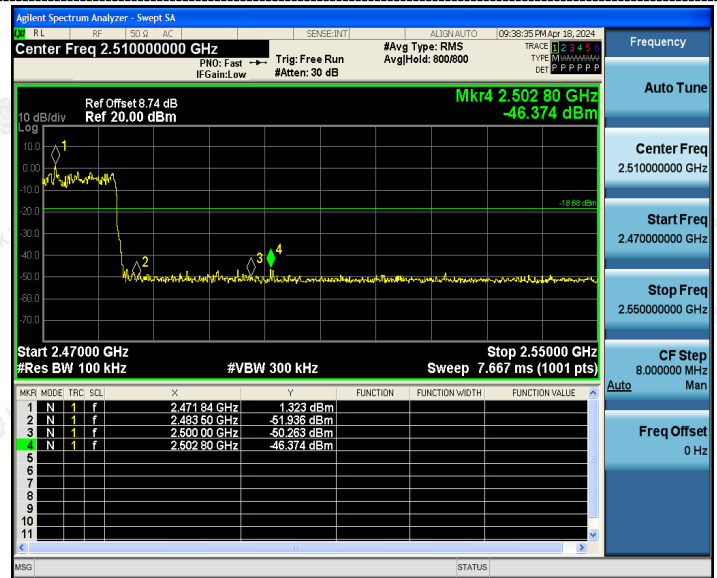 Agilent Spectrum Analyzer - Swept SA
LXI RL RF 50 Ω AC SENSE:INT ALIGN AUTO 09:38:35 PM Apr 18, 2024
Center Freq 2.510000000 GHz
PNO: Fast
IFGain:Low
Trig: Free Run
#Atten: 30 dB
#Avg Type: RMS
Avg|Hold: 800/800
TRACE 1 2 3 4 5 6
TYPE M
DET P P P P P P
Ref Offset 8.74 dB
10 dB/div Ref 20.00 dBm
Mkr4 2.502 80 GHz
-46.374 dBm
Log
10.0
0.00
-10.0
-20.0
-30.0
-40.0
-50.0
-60.0
-70.0
1
2
3
4
-18.68 dBm
Start 2.47000 GHz Stop 2.55000 GHz
#Res BW 100 kHz #VBW 300 kHz Sweep 7.667 ms (1001 pts)
MKR MODE TRC SCL X Y FUNCTION FUNCTION WIDTH FUNCTION VALUE
1 N 1 f 2.471 84 GHz 1.323 dBm
2 N 1 f 2.483 50 GHz -51.936 dBm
3 N 1 f 2.500 00 GHz -50.263 dBm
4 N 1 f 2.502 80 GHz -46.374 dBm
5
6
7
8
9
10
11
MSG STATUS
Frequency
Auto Tune
Center Freq
2.510000000 GHz
Start Freq
2.470000000 GHz
Stop Freq
2.550000000 GHz
CF Step
8.000000 MHz
Auto Man
Freq Offset
0 Hz